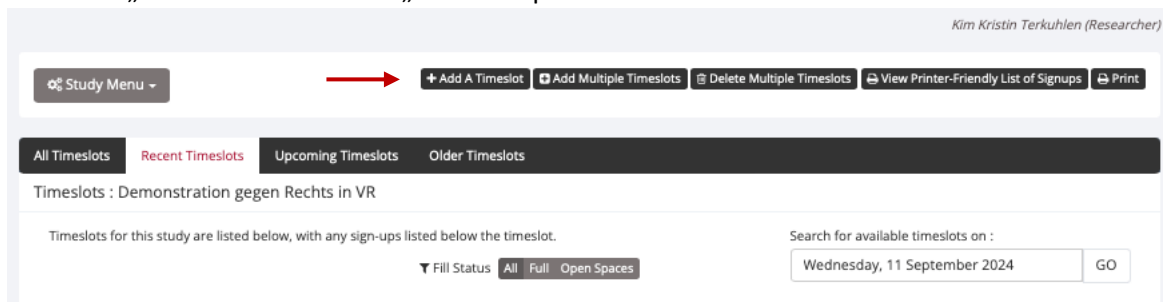 Kim Kristin Terkuhlen (Researcher)
Study Menu
+ Add A Timeslot Add Multiple Timeslots Delete Multiple Timeslots View Printer-Friendly List of Signups Print
All Timeslots Recent Timeslots Upcoming Timeslots Older Timeslots
Timeslots : Demonstration gegen Rechts in VR
Timeslots for this study are listed below, with any sign-ups listed below the timeslot.
Search for available timeslots on :
Fill Status All Full Open Spaces
Wednesday, 11 September 2024 GO